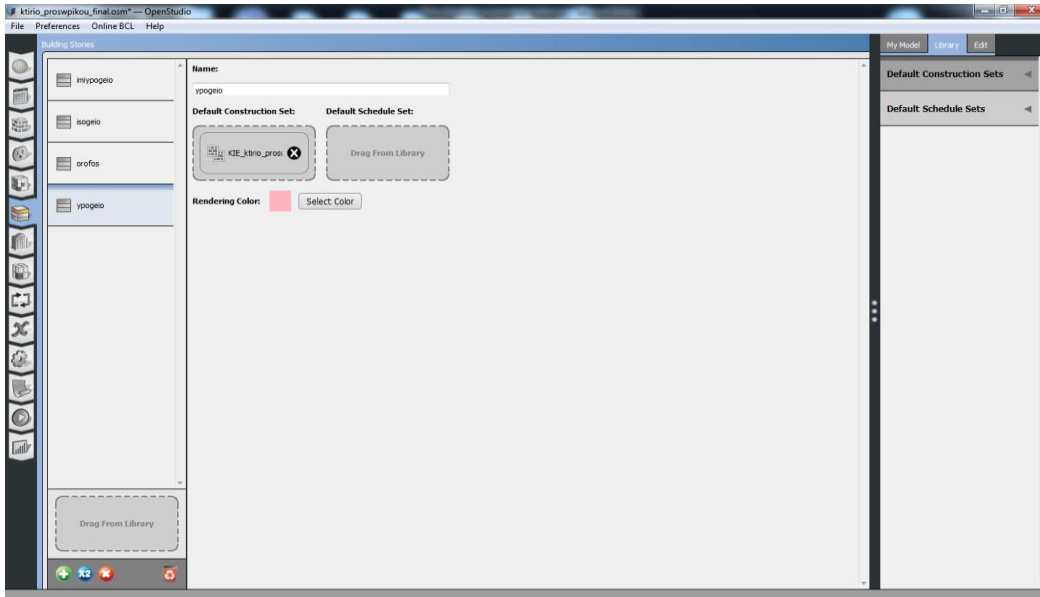 ktirio_proswpikou_final.osm* — OpenStudio
File Preferences Online BCL Help
Building Stories
My Model Library Edit
imiypogeio
isogeio
orofos
ypogeio
Name:
ypogeio
Default Construction Set: Default Schedule Set:
Drag From Library
Rendering Color: Select Color
Default Construction Sets
Default Schedule Sets
Drag From Library
x2